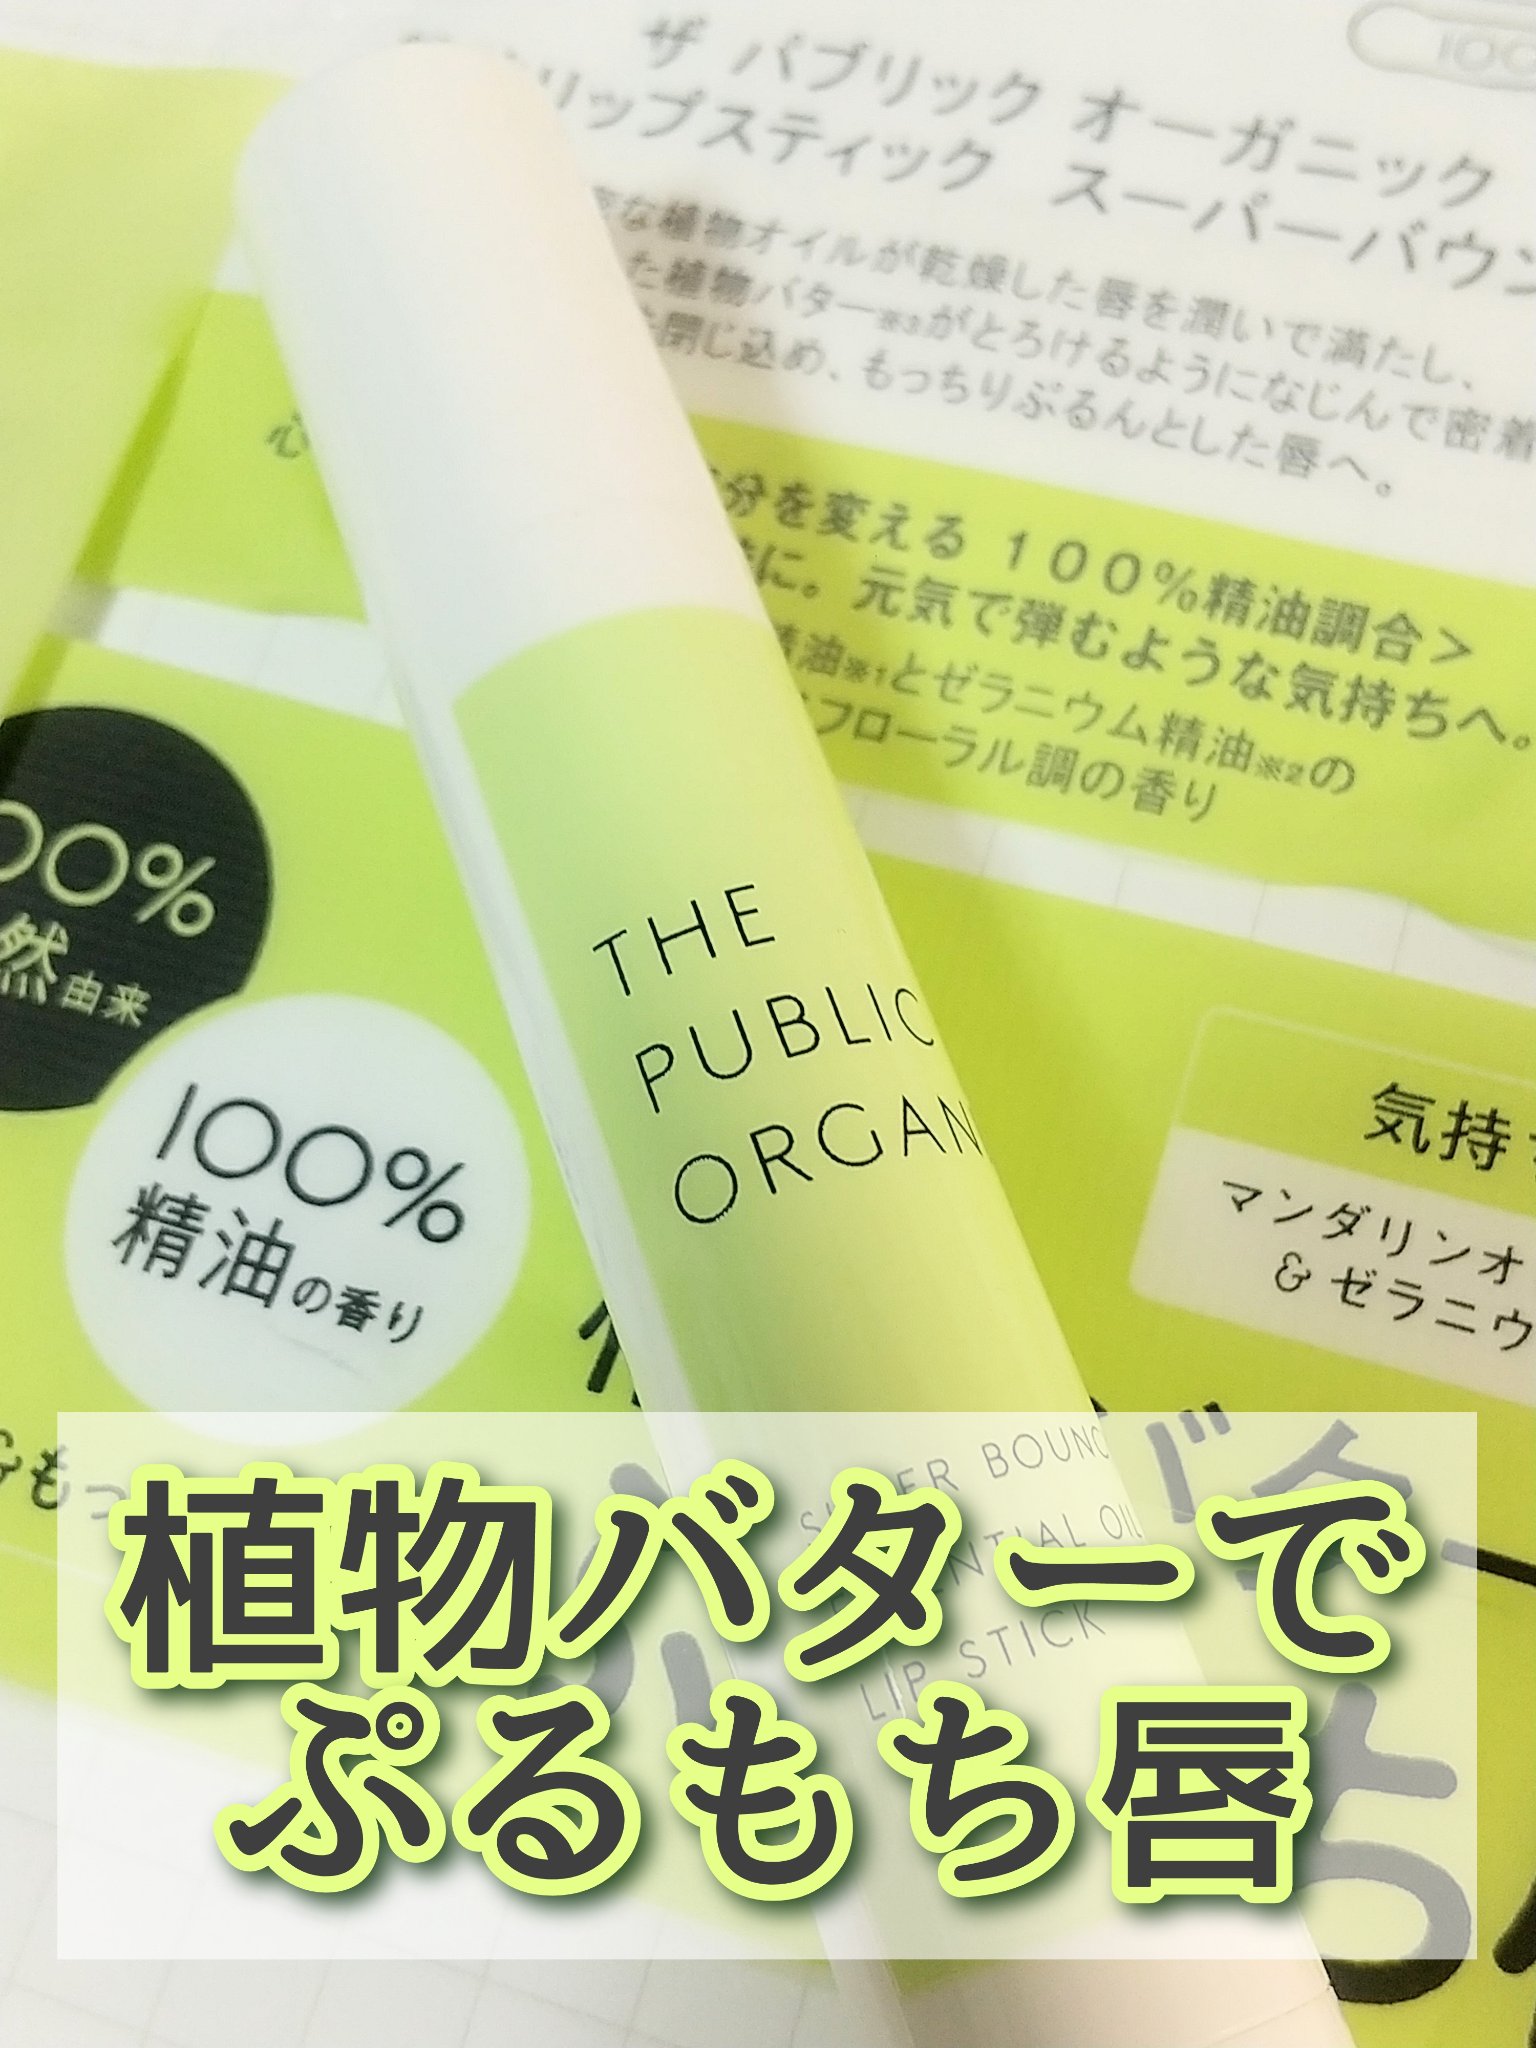 ザ パブリック オーガニック
リップスティック スーパーバウン
な植物オイルが乾燥した唇を潤いで満たし、
た植物バター※3がとろけるようになじんで密着
閉じ込め、もっちりぷるんとした唇へ。
分を変える 100%精油調合>
に。元気で弾むような気持ちへ。
精油※1とゼラニウム精油※2の
フローラル調の香り
00%
然由来
100%
精油の香り
THE
PUBLIC
ORGAN
気持ち
マンダリンオ
& ゼラニウ
&もっ
BOUNC
OIL
LIP STICK
植物バターで
ぷるもち唇